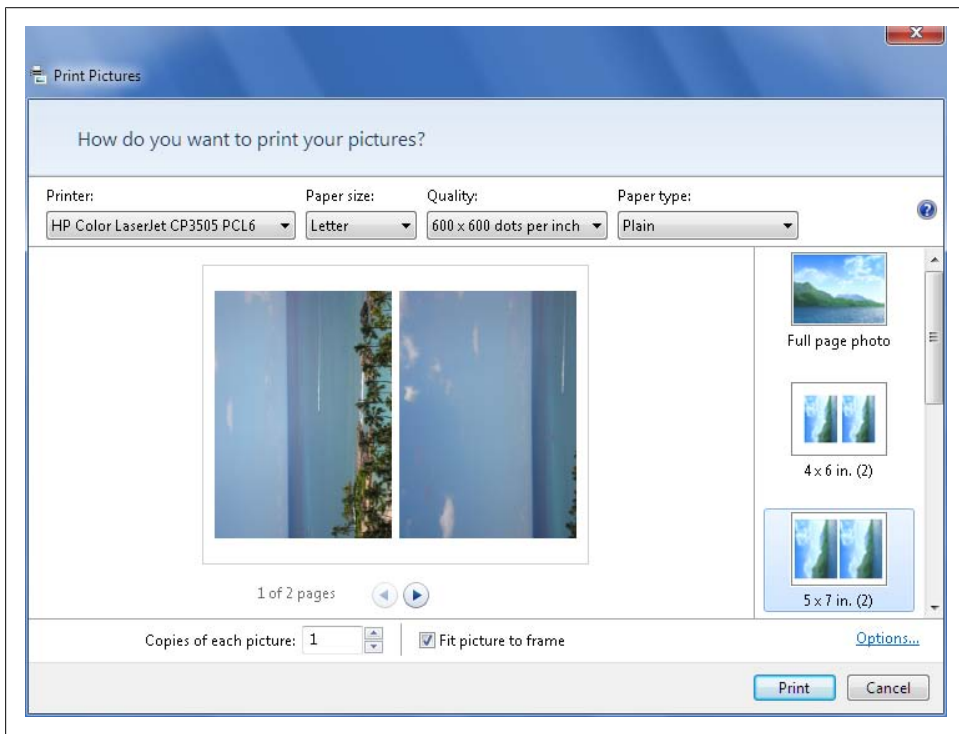 Print Pictures
How do you want to print your pictures?
Printer: Paper size: Quality: Paper type:
HP Color LaserJet CP3505 PCL6 Letter 600 x 600 dots per inch Plain
Full page photo
4 x 6 in. (2)
5 x 7 in. (2)
1 of 2 pages
Copies of each picture: 1 Fit picture to frame Options...
Print Cancel